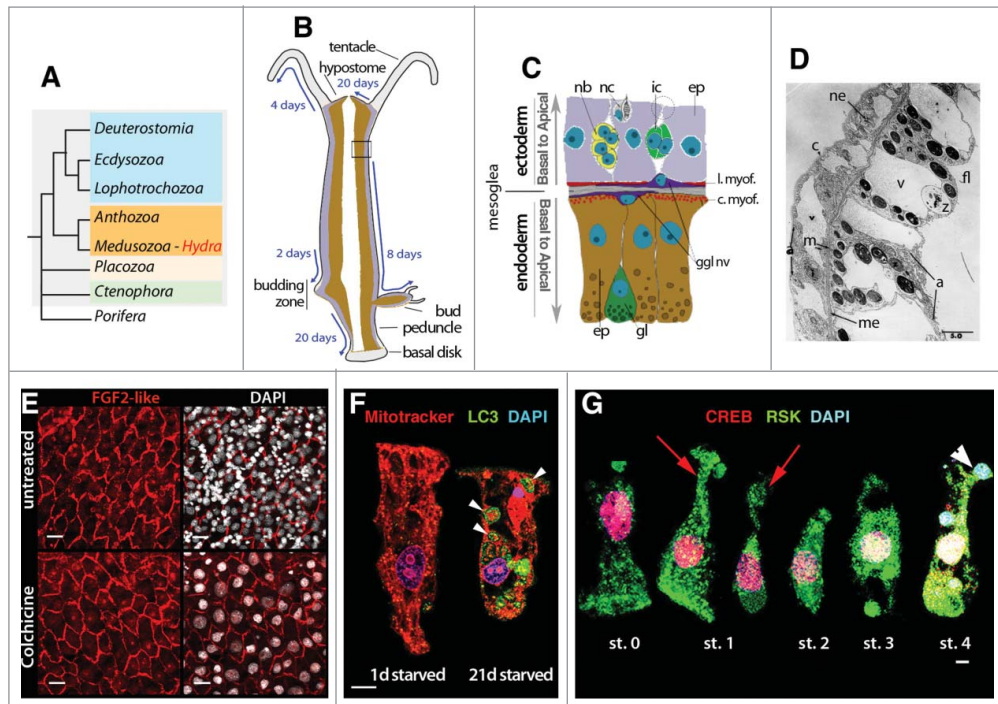 A
Deuterostomia
Ecdysozoa
Lophotrochozoa
Anthozoa
Medusozoa - Hydra
Placozoa
Ctenophora
Porifera
B
tentacle
hypostome
20 days
4 days
2 days
8 days
budding
zone
bud
peduncle
20 days
basal disk
C
nb
nc
ic
ep
ectoderm
Basal to Apical
l. myof.
c. myof.
mesoglea
endoderm
Basal to Apical
ggl nv
ep
gl
D
ne
c
v
fl
z
v
m
a
a
me
5.0
E
FGF2-like
DAPI
untreated
Colchicine
F
Mitotracker LC3 DAPI
1d starved
21d starved
G
CREB RSK DAPI
st. 0
st. 1
st. 2
st. 3
st. 4